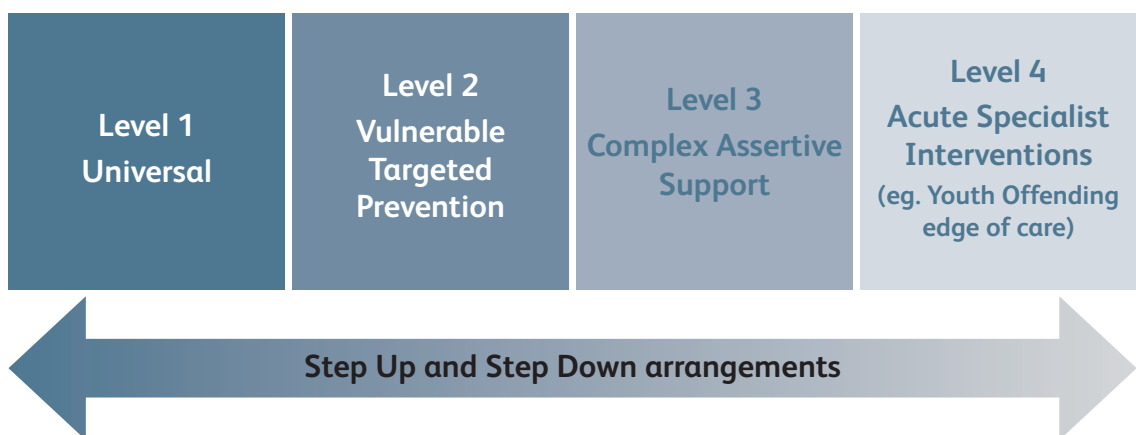 Level 1
Universal
Level 2
Vulnerable
Targeted
Prevention
Level 3
Complex Assertive
Support
Level 4
Acute Specialist
Interventions
(eg. Youth Offending
edge of care)
Step Up and Step Down arrangements